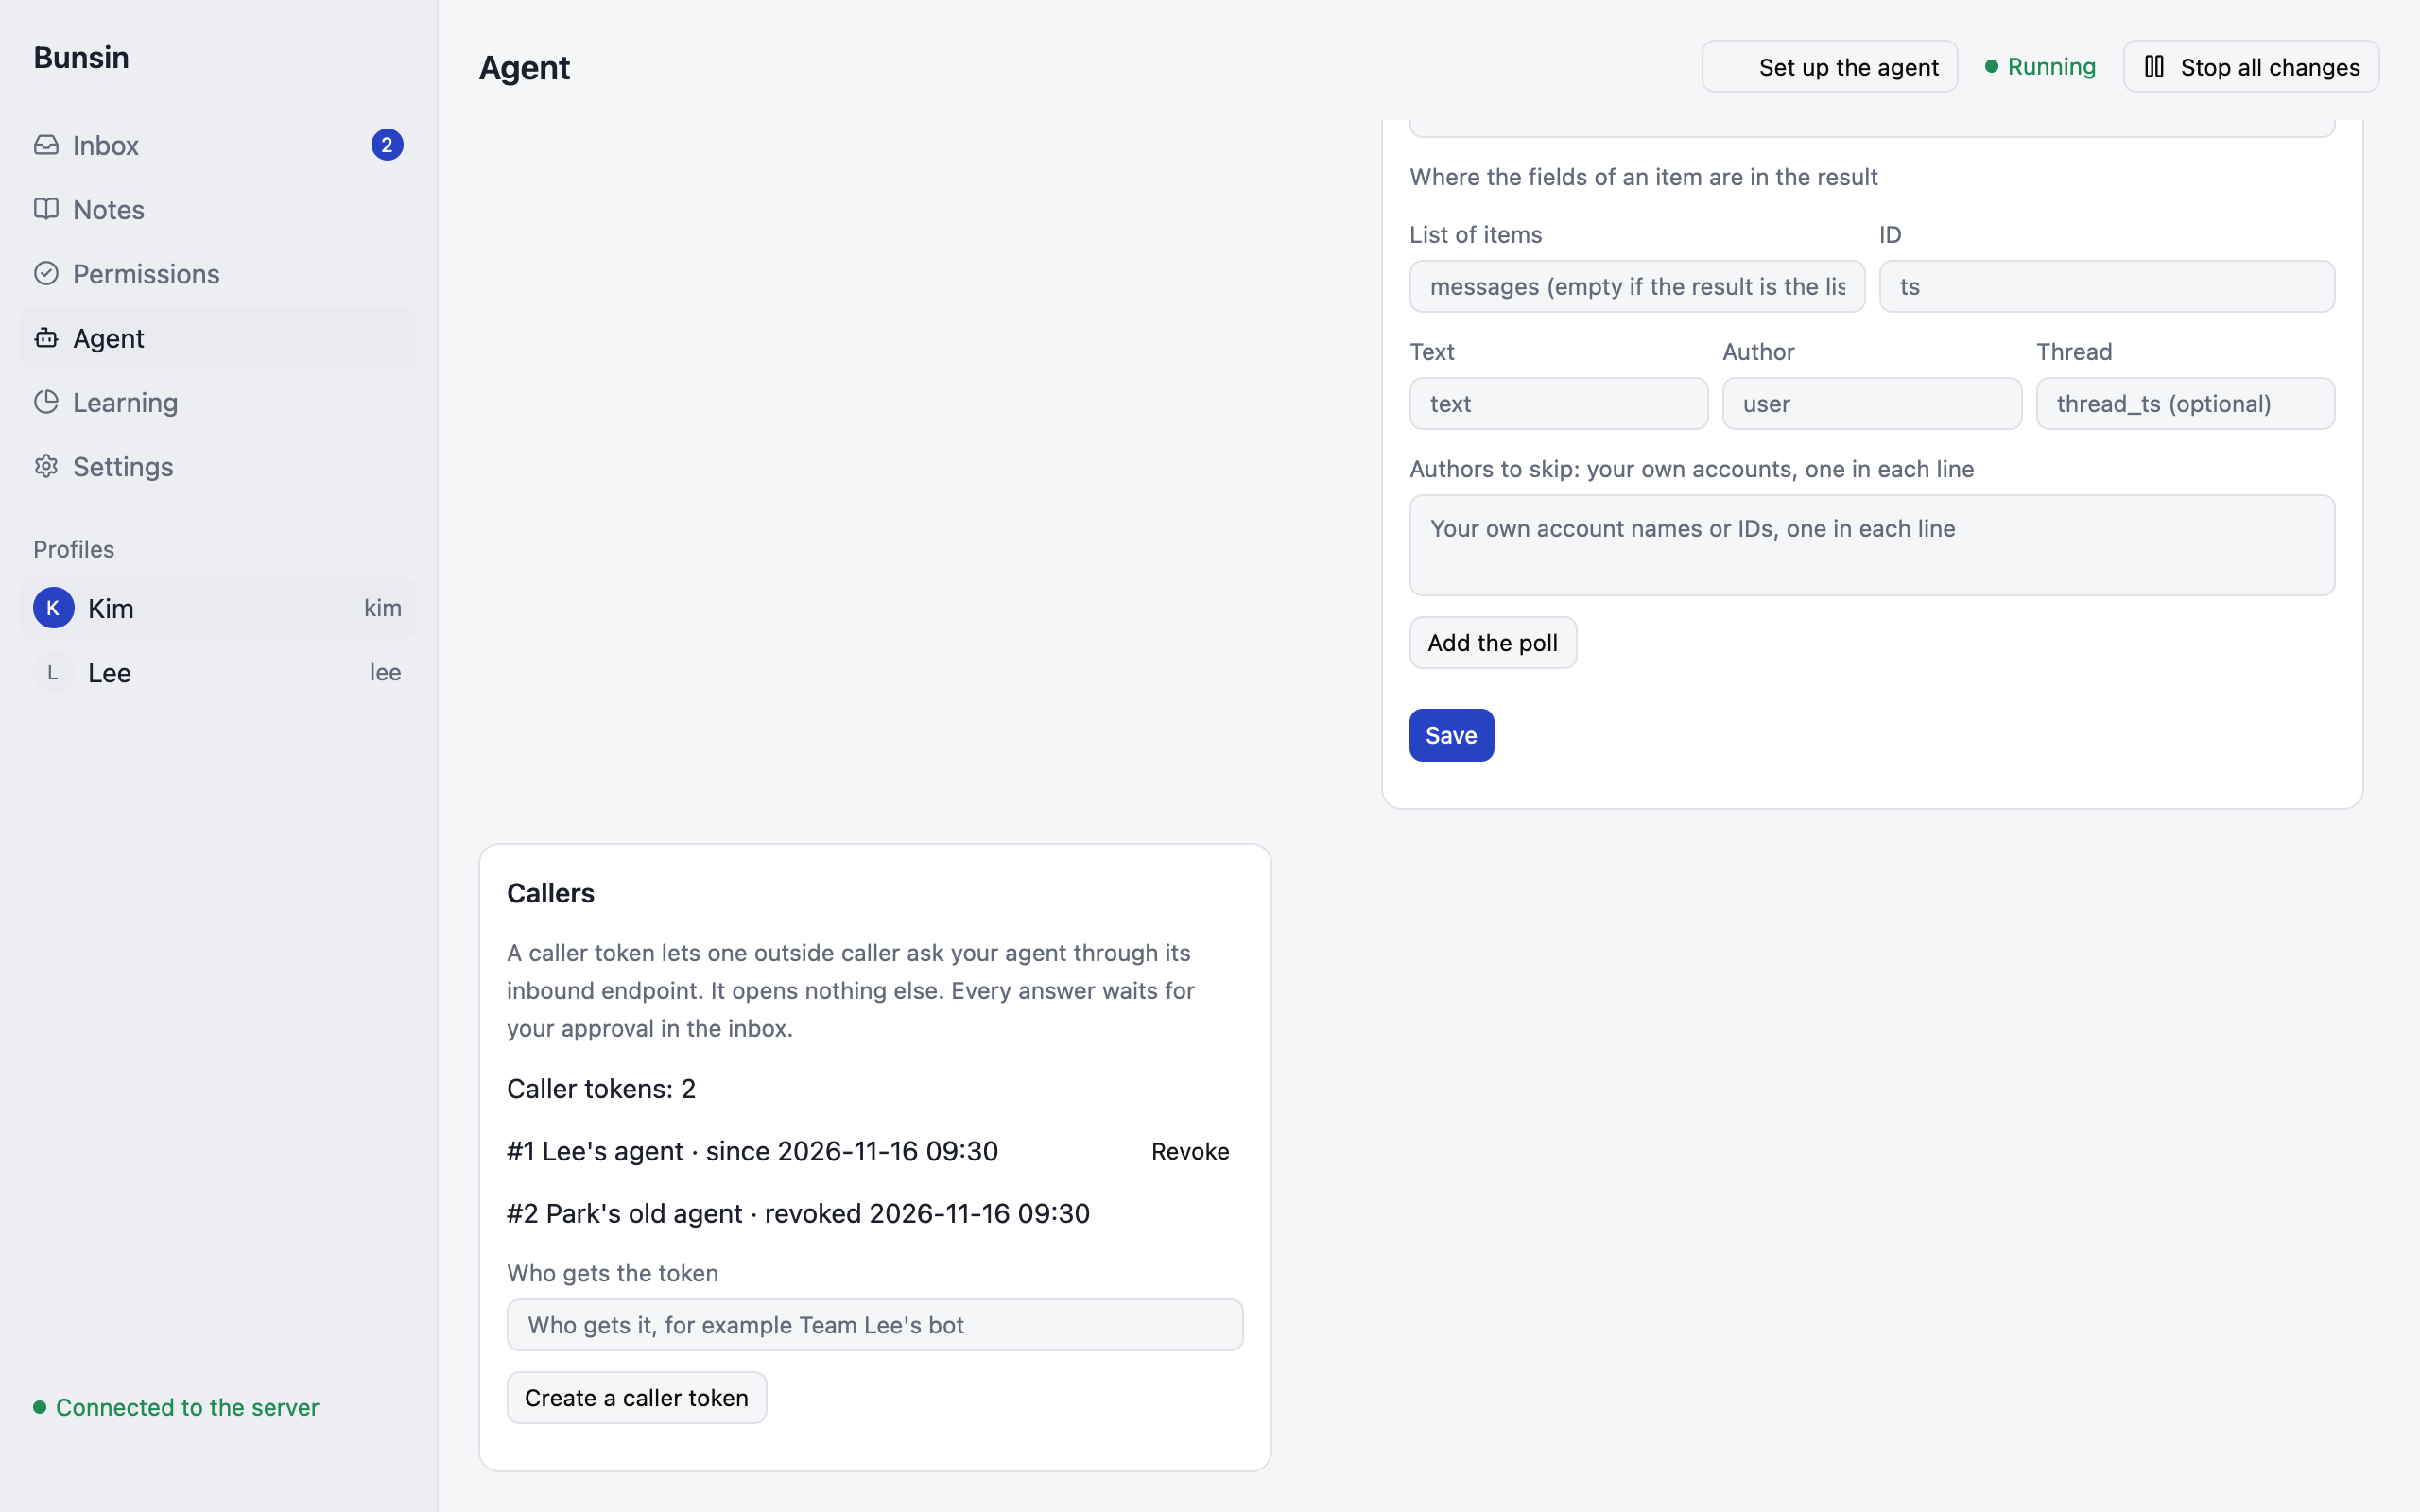 Bunsin
Inbox
2
Notes
Permissions
Agent
Learning
Settings
Profiles
K
Kim
kim
L
Lee
lee
Connected to the server
Agent
Set up the agent
Running
Stop all changes
Where the fields of an item are in the result
List of items
ID
messages (empty if the result is the lis
ts
Text
Author
Thread
text
user
thread_ts (optional)
Authors to skip: your own accounts, one in each line
Your own account names or IDs, one in each line
Add the poll
Save
Callers
A caller token lets one outside caller ask your agent through its
inbound endpoint. It opens nothing else. Every answer waits for
your approval in the inbox.
Caller tokens: 2
#1 Lee's agent · since 2026-11-16 09:30
Revoke
#2 Park's old agent · revoked 2026-11-16 09:30
Who gets the token
Who gets it, for example Team Lee's bot
Create a caller token